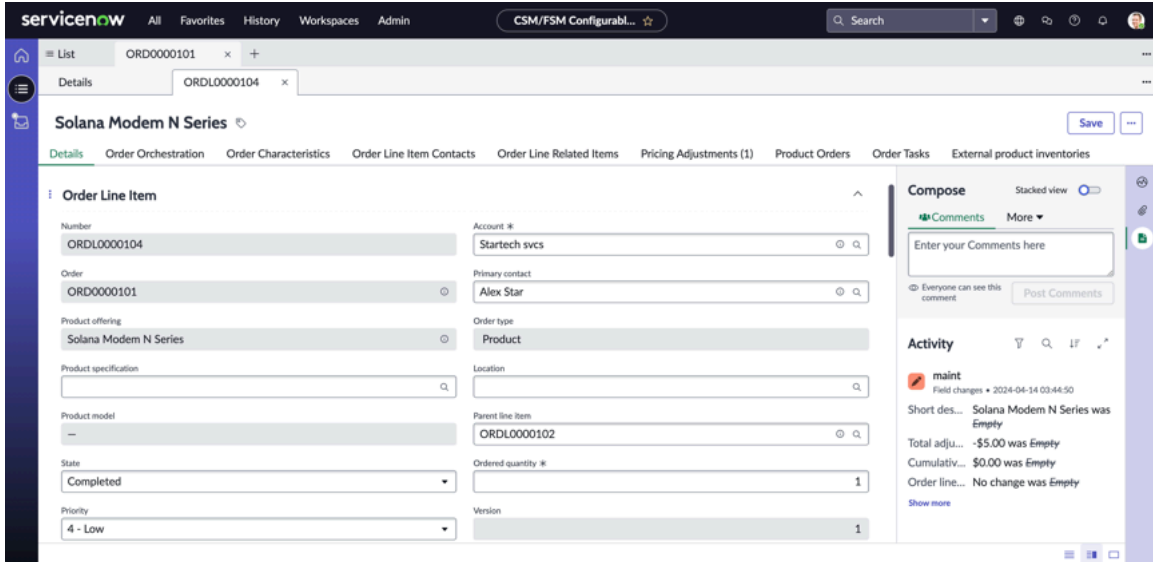 servicenow All Favorites History Workspaces Admin CSM/FSM Configurabl... Search
List ORD0000101
Details ORDL0000104
Solana Modem N Series Save
Details Order Orchestration Order Characteristics Order Line Item Contacts Order Line Related Items Pricing Adjustments (1) Product Orders Order Tasks External product inventories
Order Line Item
Number
ORDL0000104
Order
ORD0000101
Product offering
Solana Modem N Series
Product specification
Product model
—
State
Completed
Priority
4 - Low
Account *
Startech svcs
Primary contact
Alex Star
Order type
Product
Location
Parent line item
ORDL0000102
Ordered quantity *
1
Version
1
Compose Stacked view
Comments More
Enter your Comments here
Everyone can see this
comment
Post Comments
Activity
maint
Field changes • 2024-04-14 03:44:50
Short des... Solana Modem N Series was
Empty
Total adju... -$5.00 was Empty
Cumulativ... $0.00 was Empty
Order line... No change was Empty
Show more